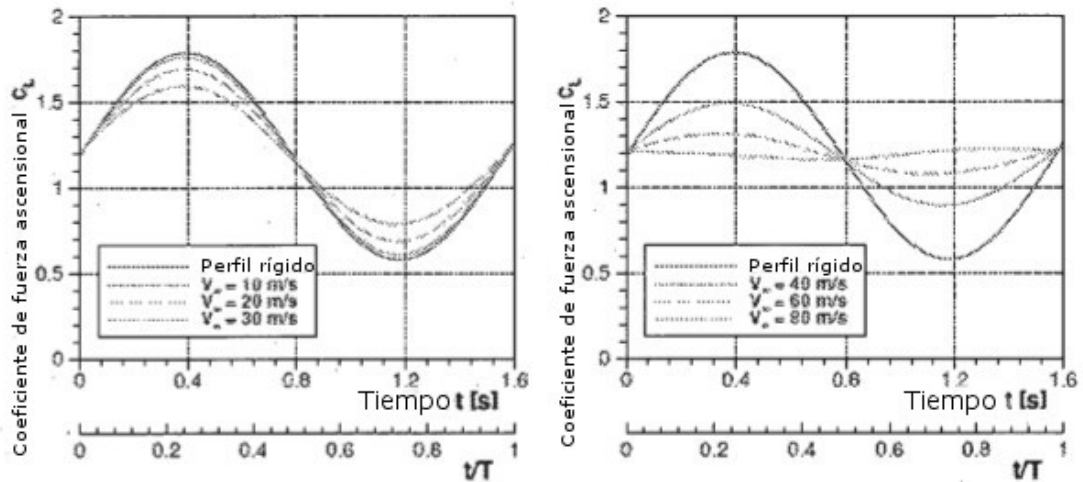 Coeficiente de fuerza ascensional C_L
2
1.5
1
0.5
0
Perfil rígido
V∞ = 10 m/s
V∞ = 20 m/s
V∞ = 30 m/s
0 0.4 0.8 1.2 1.6
Tiempo t [s]
0 0.2 0.4 0.6 0.8 1
t/T
Coeficiente de fuerza ascensional C_L
2
1.5
1
0.5
0
Perfil rígido
V∞ = 40 m/s
V∞ = 60 m/s
V∞ = 80 m/s
0 0.4 0.8 1.2 1.6
Tiempo t [s]
0 0.2 0.4 0.6 0.8 1
t/T